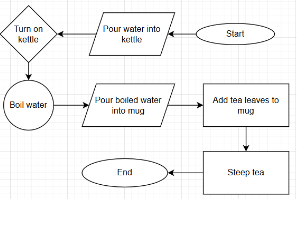 Start
Pour water into
kettle
Turn on
kettle
Boil water
Pour boiled water
into mug
Add tea leaves to
mug
Steep tea
End